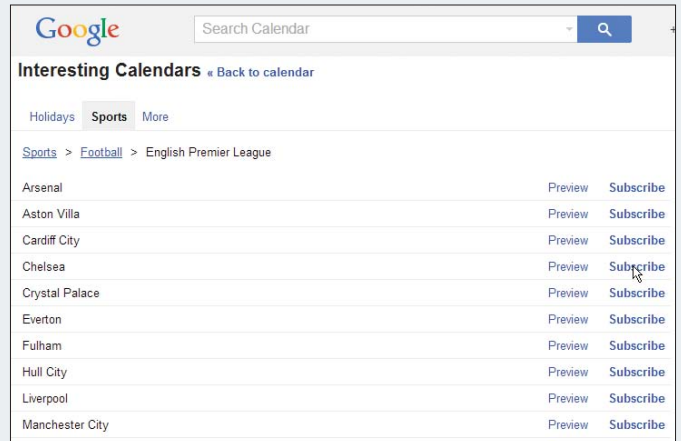 Google Search Calendar
Interesting Calendars « Back to calendar
Holidays Sports More
Sports > Football > English Premier League
Arsenal Preview Subscribe
Aston Villa Preview Subscribe
Cardiff City Preview Subscribe
Chelsea Preview Subscribe
Crystal Palace Preview Subscribe
Everton Preview Subscribe
Fulham Preview Subscribe
Hull City Preview Subscribe
Liverpool Preview Subscribe
Manchester City Preview Subscribe